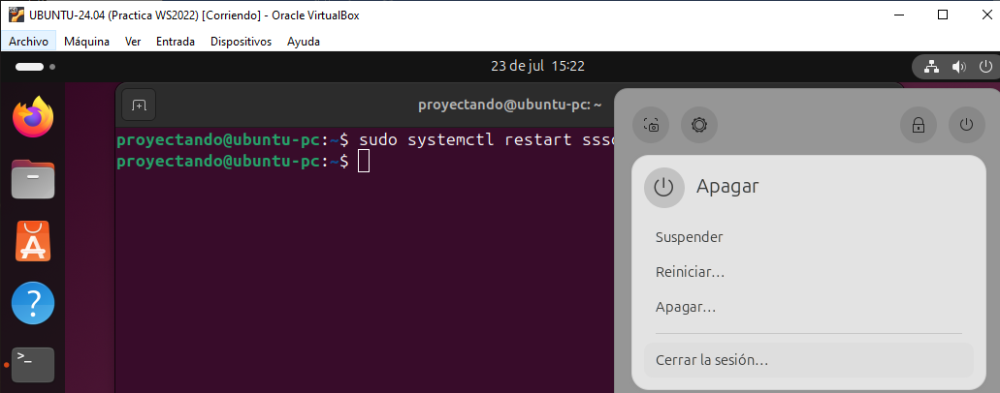 UBUNTU-24.04 (Practica WS2022) [Corriendo] - Oracle VirtualBox
Archivo Máquina Ver Entrada Dispositivos Ayuda
23 de jul 15:22
proyectando@ubuntu-pc: ~
proyectando@ubuntu-pc:~$ sudo systemctl restart
proyectando@ubuntu-pc:~$
Apagar
Suspender
Reiniciar...
Apagar...
Cerrar la sesión...